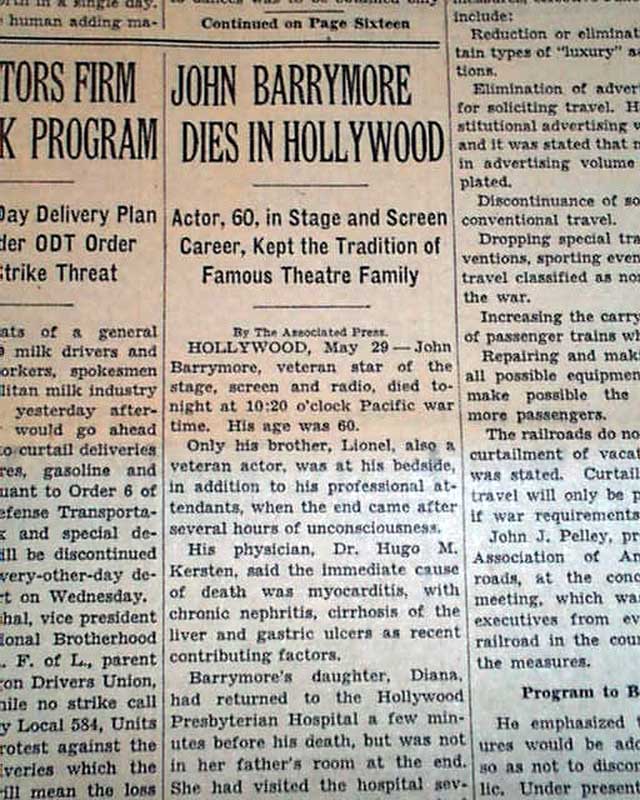 human adding ma-
TORS FIRM
K PROGRAM
Day Delivery Plan
der ODT Order
Strike Threat
ats of a general
milk drivers and
orkers, spokesmen
litan milk industry
yesterday after-
would go ahead
to curtail deliveries
res, gasoline and
uant to Order 6 of
efense Transporta-
k and special de-
ill be discontinued
very-other-day de-
rt on Wednesday.
hal, vice president
ional Brotherhood
. F. of L., parent
on Drivers Union,
hile no strike call
y Local 584, Units
rotest against the
iveries which the
ill mean the loss
Continued on Page Sixteen
JOHN BARRYMORE
DIES IN HOLLYWOOD
Actor, 60, in Stage and Screen
Career, Kept the Tradition of
Famous Theatre Family
By The Associated Press.
HOLLYWOOD, May 29—John
Barrymore, veteran star of the
stage, screen and radio, died to-
night at 10:20 o'clock Pacific war
time. His age was 60.
Only his brother, Lionel, also a
veteran actor, was at his bedside,
in addition to his professional at-
tendants, when the end came after
several hours of unconsciousness.
His physician, Dr. Hugo M.
Kersten, said the immediate cause
of death was myocarditis, with
chronic nephritis, cirrhosis of the
liver and gastric ulcers as recent
contributing factors.
Barrymore's daughter, Diana,
had returned to the Hollywood
Presbyterian Hospital a few min-
utes before his death, but was not
in her father's room at the end.
She had visited the hospital sev-
include:
Reduction or eliminat
tain types of "luxury" a
tions.
Elimination of adver
for soliciting travel. H
stitutional advertising w
and it was stated that n
in advertising volume
plated.
Discontinuance of so
conventional travel.
Dropping special tra
ventions, sporting even
travel classified as no
the war.
Increasing the carry
of passenger trains wh
Repairing and maki
all possible equipmen
make possible the
more passengers.
The railroads do no
curtailment of vacat
was stated. Curtail
travel will only be p
if war requirements
John J. Pelley, pr
Association of Am
roads, at the conc
meeting, which wa
executives from ev
railroad in the cou
the measures.
Program to B
He emphasized
ures would be ad
so as not to discon
lic. Under presen